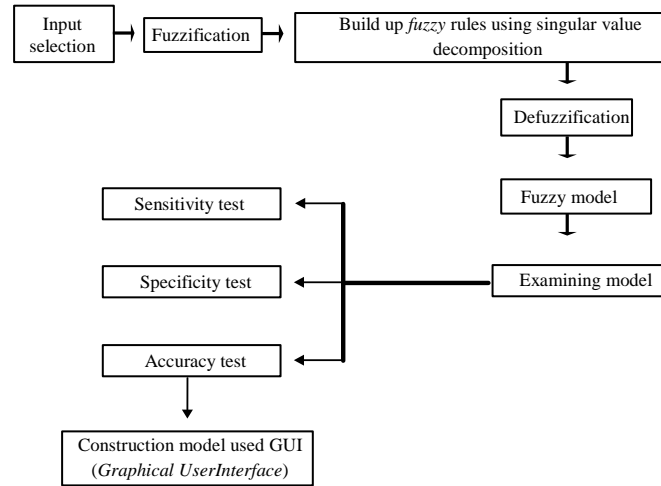 Input
selection
Fuzzification
Build up fuzzy rules using singular value
decomposition
Defuzzification
Fuzzy model
Examining model
Sensitivity test
Specificity test
Accuracy test
Construction model used GUI
(Graphical UserInterface)